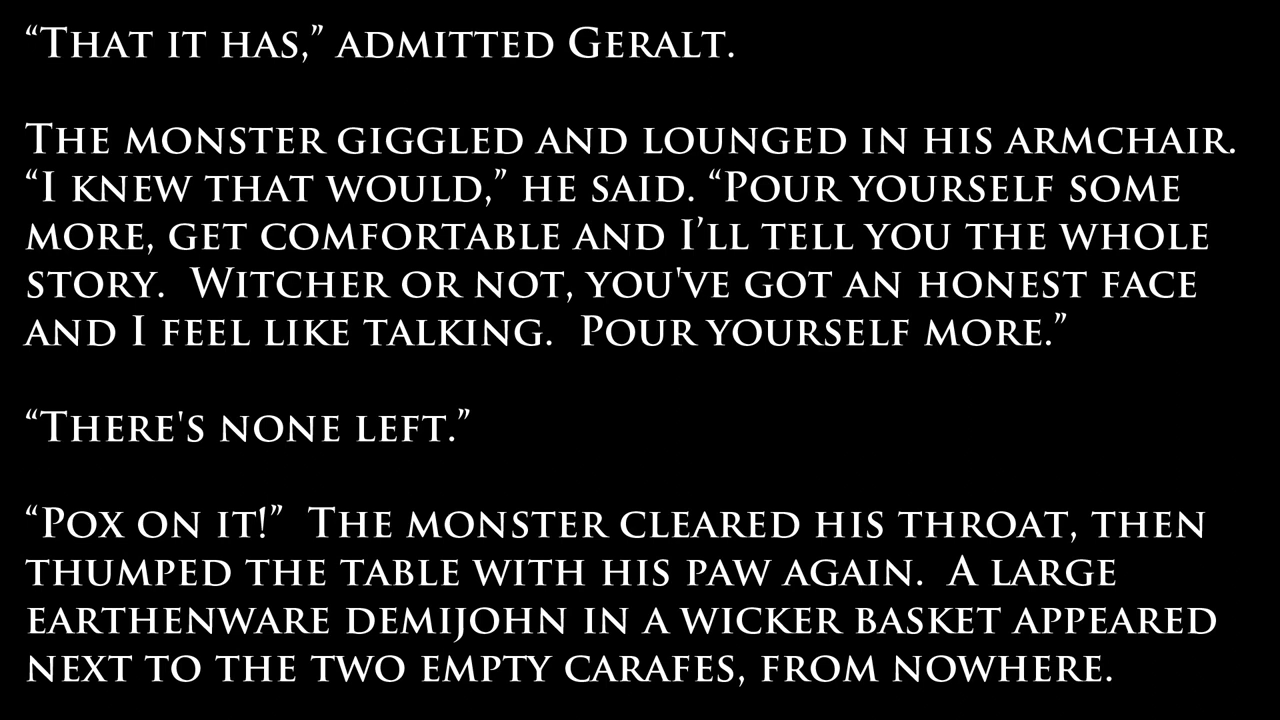 “That it has,” admitted Geralt.
The monster giggled and lounged in his armchair.
“I knew that would,” he said. “Pour yourself some
more, get comfortable and I’ll tell you the whole
story.  Witcher or not, you've got an honest face
and I feel like talking.  Pour yourself more.”
“There's none left.”
“Pox on it!”  The monster cleared his throat, then
thumped the table with his paw again.  A large
earthenware demijohn in a wicker basket appeared
next to the two empty carafes, from nowhere.